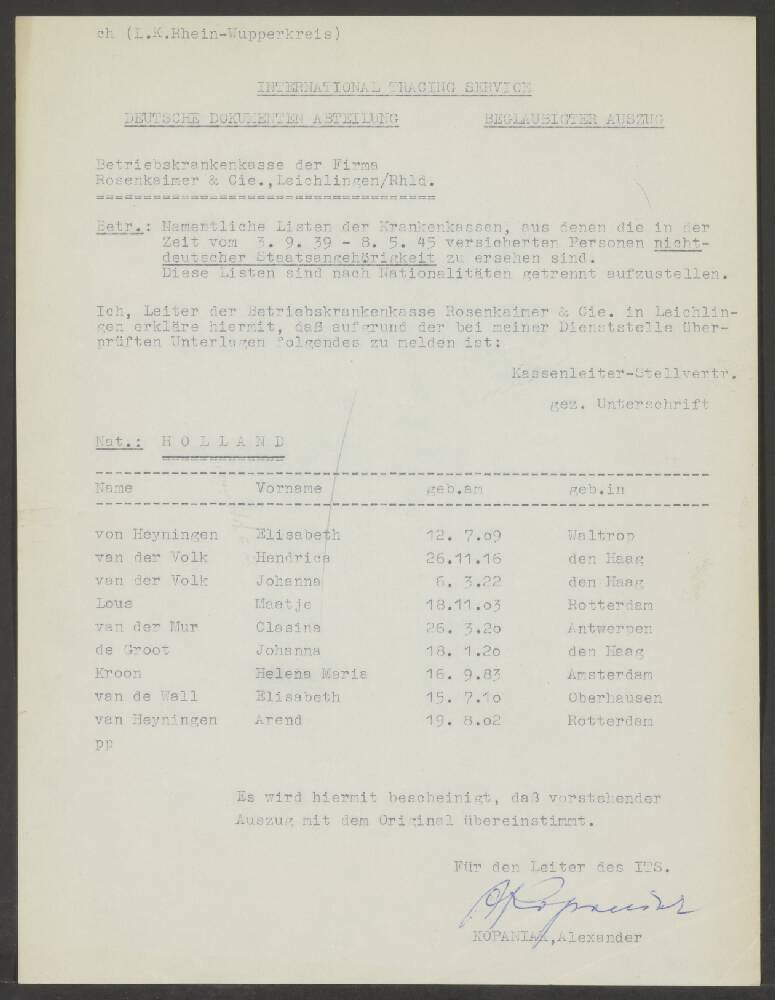 ch (L.K.Rhein-Wupperkreis)
INTERNATIONAL TRACING SERVICE
DEUTSCHE DOKUMENTEN ABTEILUNG BEGLAUBIGTER AUSZUG
Betriebskrankenkasse der Firma
Rosenkaimer & Cie.,Leichlingen/Rhld.
Betr.: Namentliche Listen der Krankenkassen, aus denen die in der
Zeit vom 3. 9. 39 - 8. 5. 45 versicherten Personen nicht-
deutscher Staatsangehörigkeit zu ersehen sind.
Diese Listen sind nach Nationalitäten getrennt aufzustellen.
Ich, Leiter der Betriebskrankenkasse Rosenkaimer & Cie. in Leichlin-
gen erkläre hiermit, daß aufgrund der bei meiner Dienststelle über-
prüften Unterlagen folgendes zu melden ist:
Kassenleiter-Stellvertr.
gez. Unterschrift
Nat.: H O L L A N D
Name Vorname geb.am geb.in
von Heyningen Elisabeth 12. 7.o9 Waltrop
van der Volk Hendrica 26.11.16 den Haag
van der Volk Johanna 6. 3.22 den Haag
Lous Maatje 18.11.o3 Rotterdam
van der Mur Clasina 26. 3.2o Antwerpen
de Groot Johanna 18. 1.2o den Haag
Kroon Helena Maria 16. 9.83 Amsterdam
van de Wall Elisabeth 15. 7.1o Oberhausen
van Heyningen Arend 19. 8.o2 Rotterdam
pp
Es wird hiermit bescheinigt, daß vorstehender
Auszug mit dem Original übereinstimmt.
Für den Leiter des ITS.
KOPANIAK,Alexander